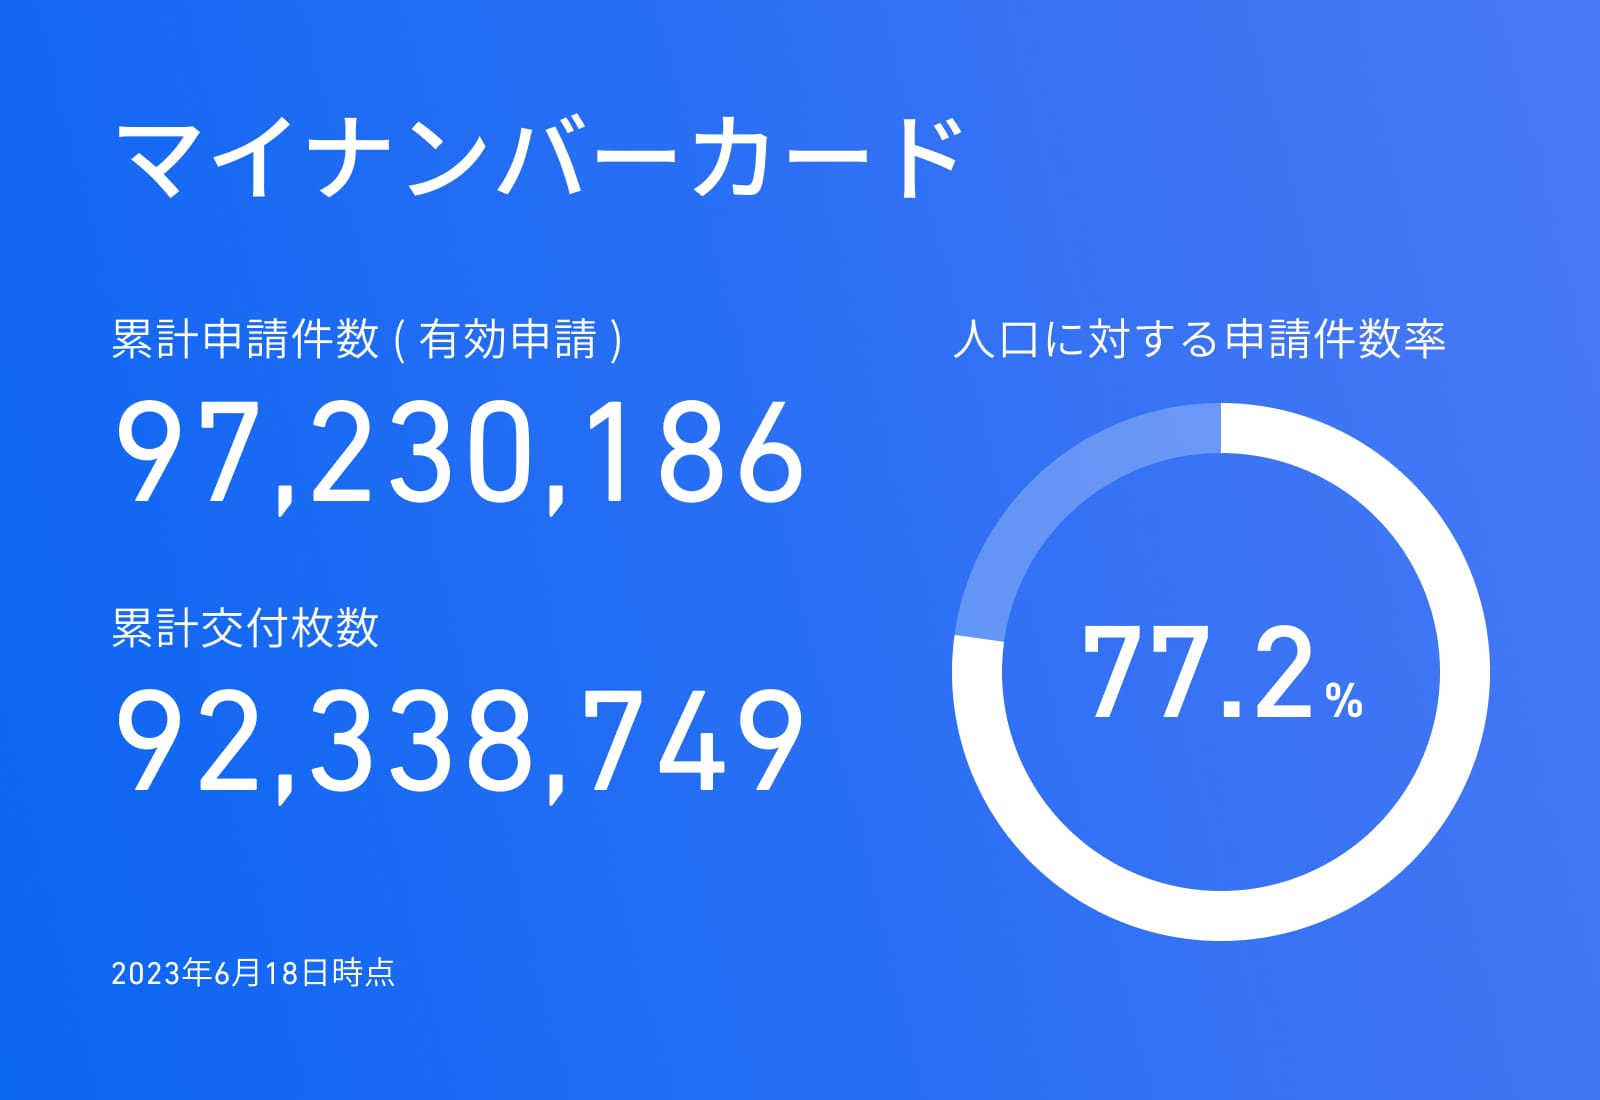 マイナンバーカード
累計申請件数 ( 有効申請 )
97,230,186
累計交付枚数
92,338,749
人口に対する申請件数率
77.2%
2023年6月18日時点